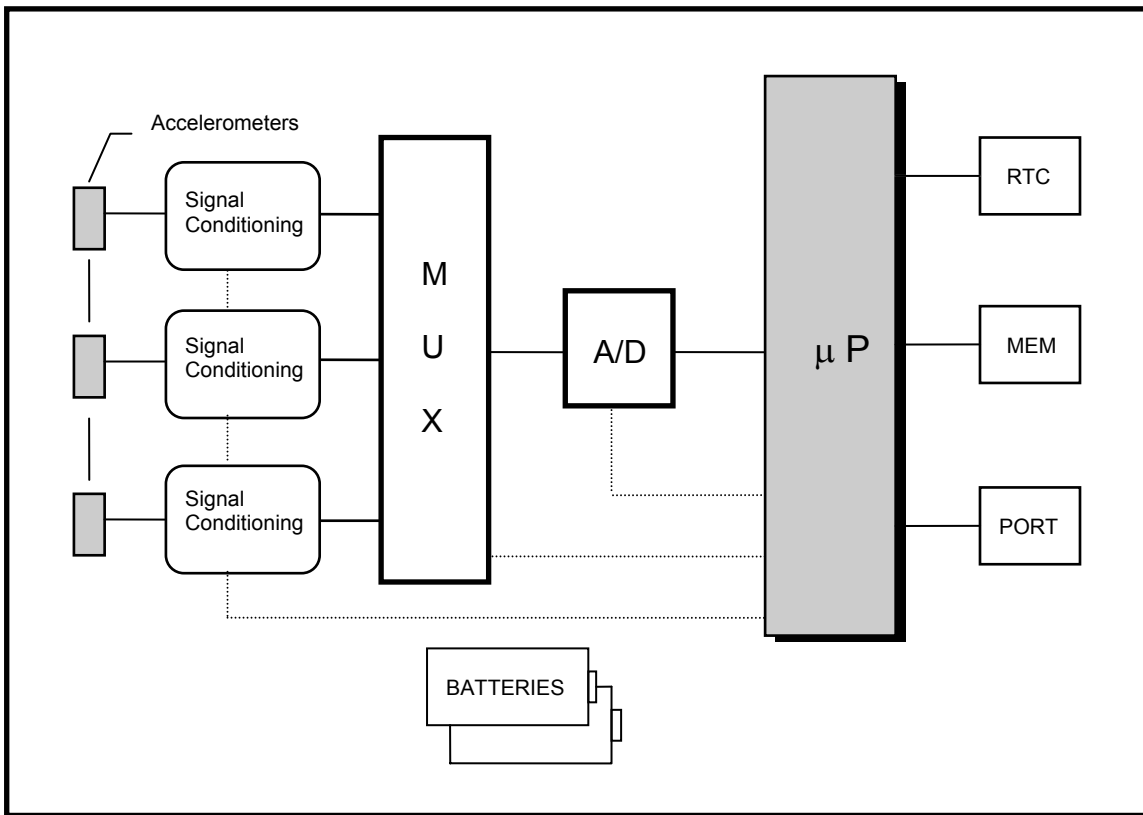 Accelerometers
Signal
Conditioning
Signal
Conditioning
Signal
Conditioning
M
U
X
A/D
μ P
RTC
MEM
PORT
BATTERIES